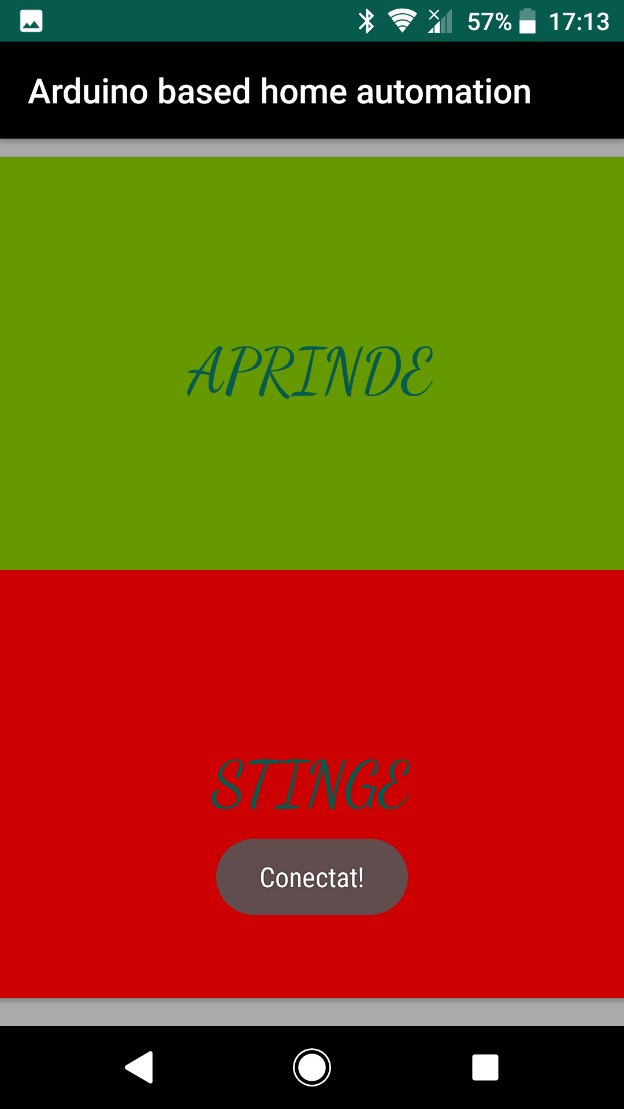 57% 17:13
Arduino based home automation
APRINDE
STINGE
Conectat!